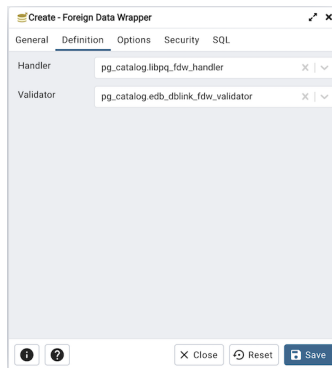 Create - Foreign Data Wrapper
General Definition Options Security SQL
Handler pg_catalog.libpq_fdw_handler
Validator pg_catalog.edb_dblink_fdw_validator
Close Reset Save